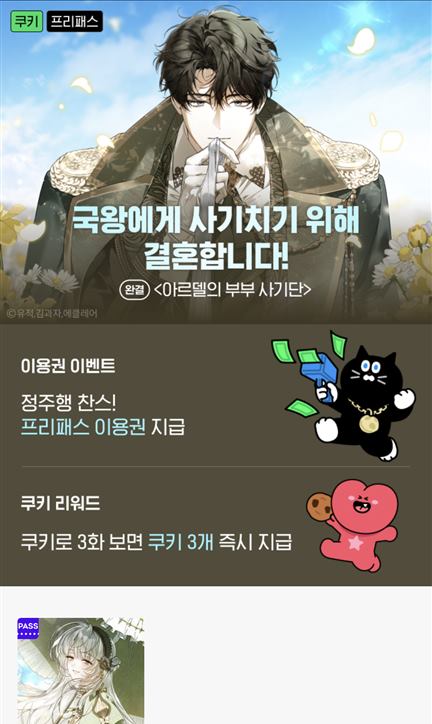 쿠키 프리패스
국왕에게 사기치기 위해
결혼합니다!
완결 <아르델의 부부 사기단>
©유적,김괴자,에클레어
이용권 이벤트
정주행 찬스!
프리패스 이용권 지급
쿠키 리워드
쿠키로 3화 보면 쿠키 3개 즉시 지급
PASS